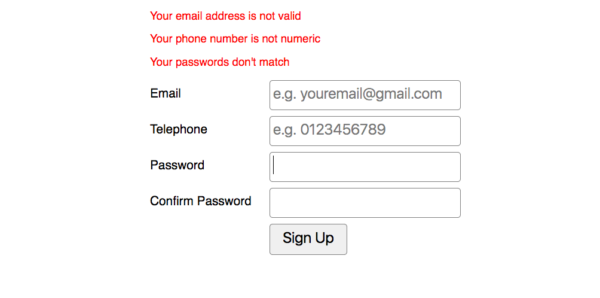 Your email address is not valid
Your phone number is not numeric
Your passwords don't match
Email e.g. youremail@gmail.com
Telephone e.g. 0123456789
Password
Confirm Password
Sign Up